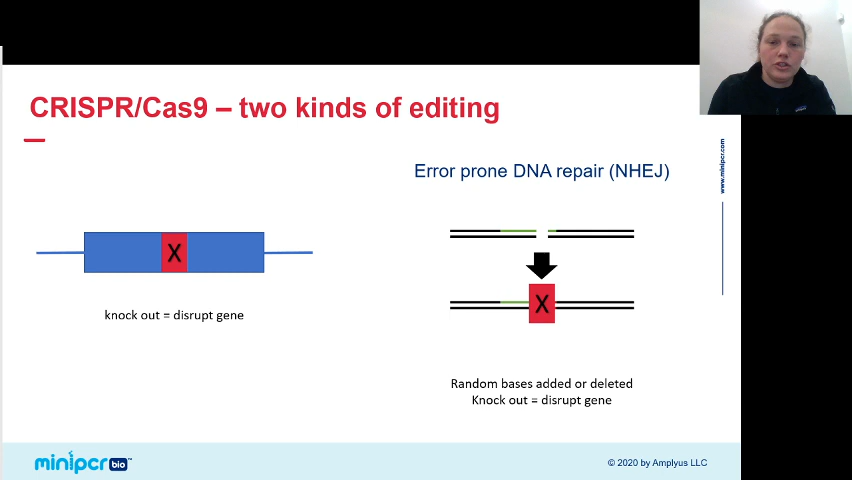 CRISPR/Cas9 – two kinds of editing
Error prone DNA repair (NHEJ)
www.minipcr.com
X
X
knock out = disrupt gene
Random bases added or deleted
Knock out = disrupt gene
minipcr bio™
© 2020 by Amplyus LLC